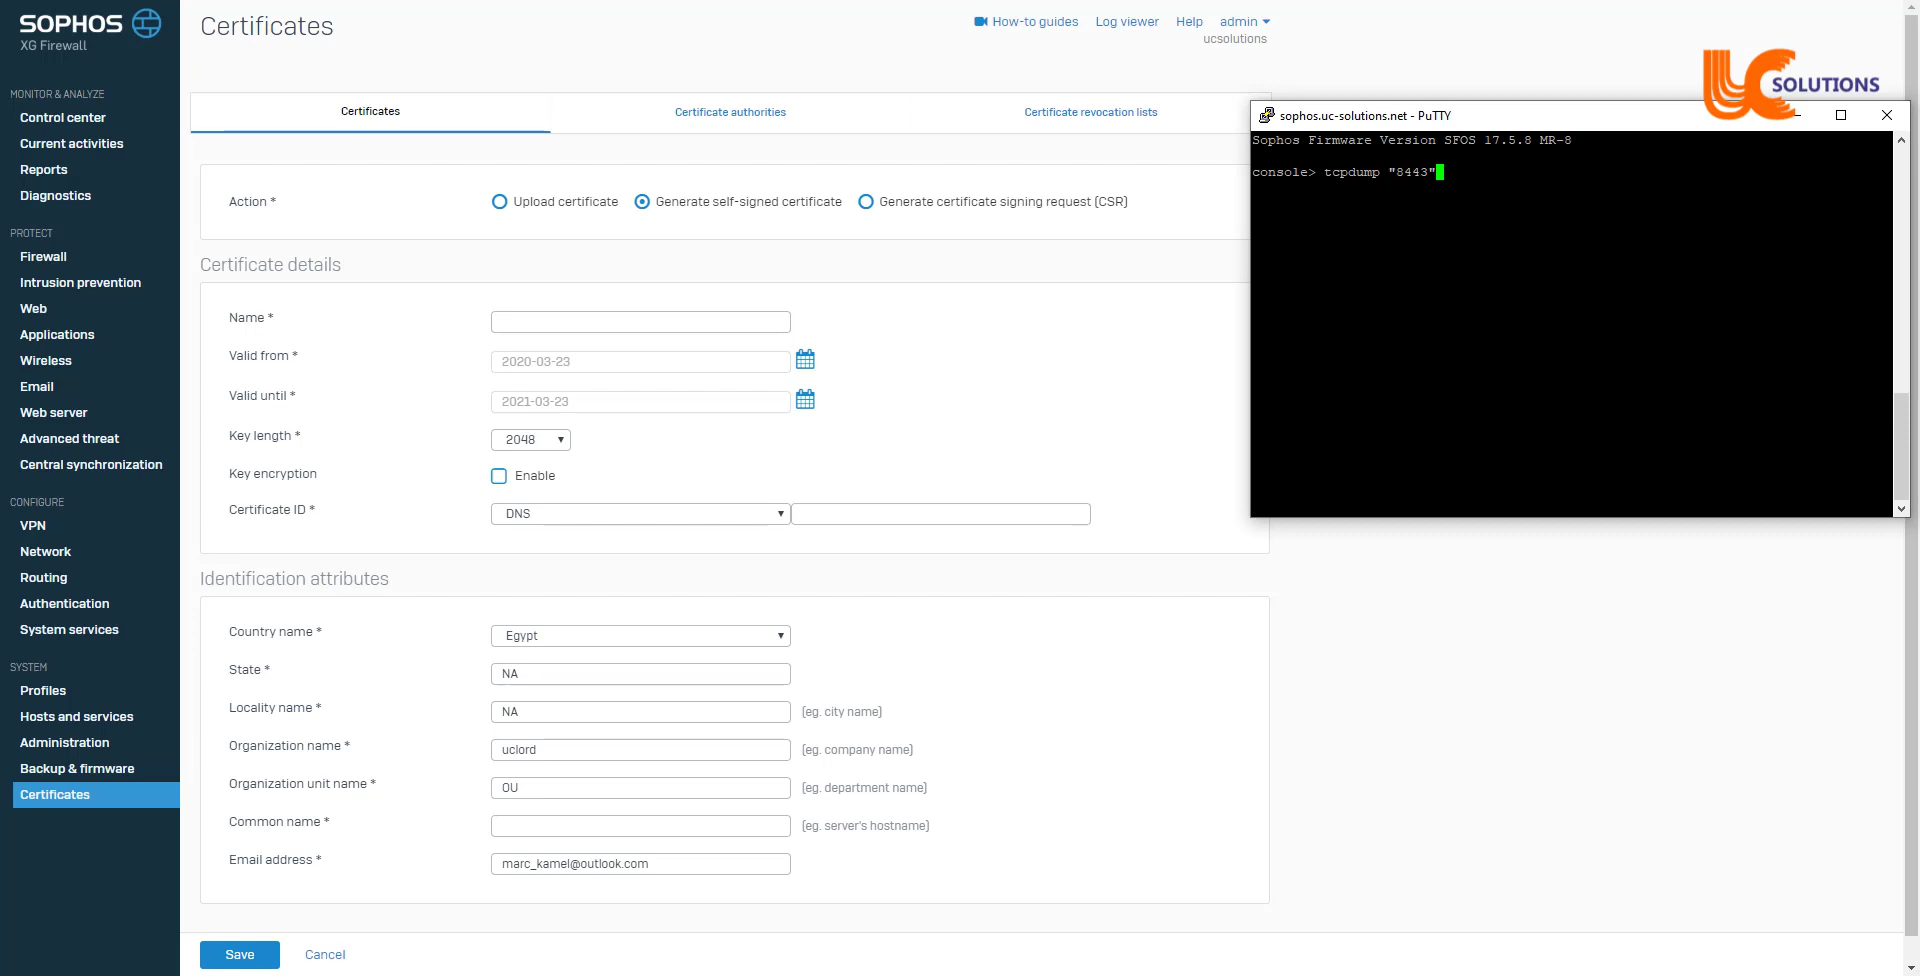 SOPHOS
XG Firewall
MONITOR & ANALYZE
Control center
Current activities
Reports
Diagnostics
PROTECT
Firewall
Intrusion prevention
Web
Applications
Wireless
Email
Web server
Advanced threat
Central synchronization
CONFIGURE
VPN
Network
Routing
Authentication
System services
SYSTEM
Profiles
Hosts and services
Administration
Backup & firmware
Certificates
Certificates
How-to guides Log viewer Help admin
ucsolutions
Certificates Certificate authorities Certificate revocation lists
Action * Upload certificate Generate self-signed certificate Generate certificate signing request (CSR)
Certificate details
Name *
Valid from * 2020-03-23
Valid until * 2021-03-23
Key length * 2048
Key encryption Enable
Certificate ID * DNS
Identification attributes
Country name * Egypt
State * NA
Locality name * NA (eg. city name)
Organization name * uclord (eg. company name)
Organization unit name * OU (eg. department name)
Common name * (eg. server's hostname)
Email address * marc_kamel@outlook.com
Save Cancel
UC SOLUTIONS
sophos.uc-solutions.net - PuTTY
Sophos Firmware Version SFOS 17.5.8 MR-8
console> tcpdump "8443"